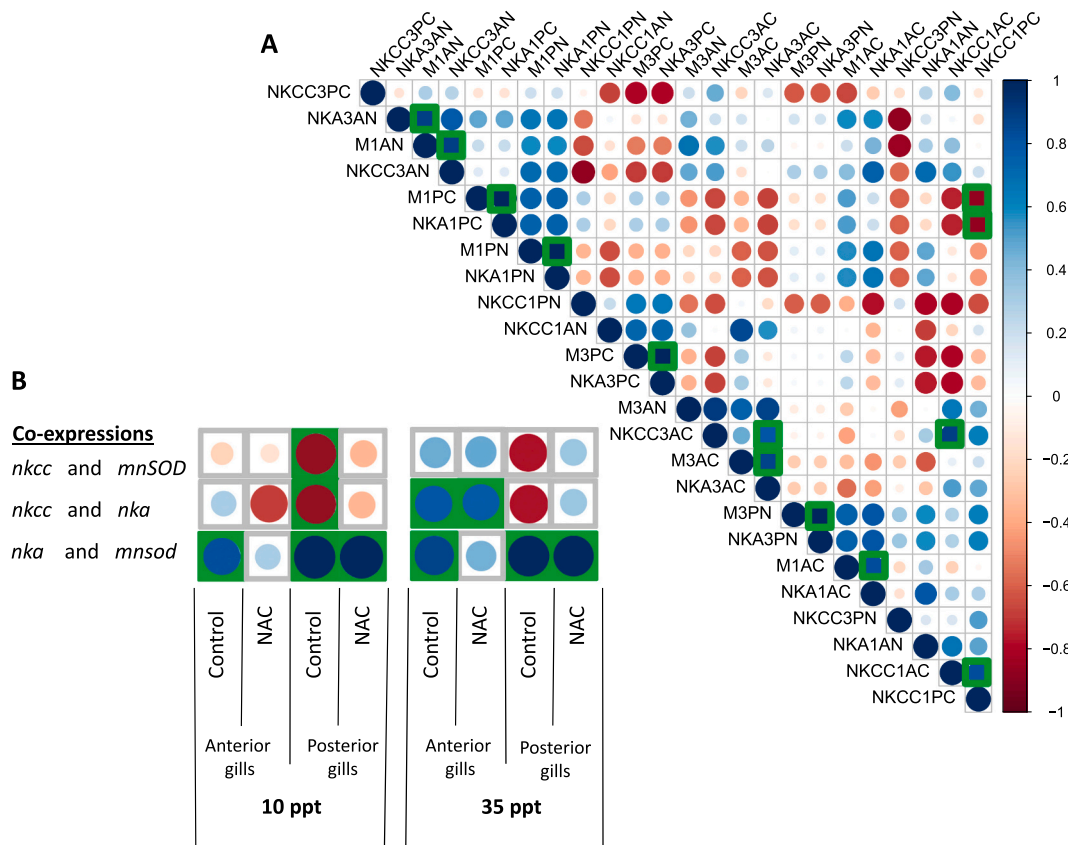 A
NKCC3PC
NKA3AN
M1AN
NKCC3AN
M1PC
NKA1PC
M1PN
NKA1PN
NKCC1PN
NKCC1AN
M3PC
NKA3PC
M3AN
NKCC3AC
M3AC
NKA3AC
M3PN
NKA3PN
M1AC
NKA1AC
NKCC3PN
NKA1AN
NKCC1AC
NKCC1PC
NKCC3PC
NKA3AN
M1AN
NKCC3AN
M1PC
NKA1PC
M1PN
NKA1PN
NKCC1PN
NKCC1AN
M3PC
NKA3PC
M3AN
NKCC3AC
M3AC
NKA3AC
M3PN
NKA3PN
M1AC
NKA1AC
NKCC3PN
NKA1AN
NKCC1AC
NKCC1PC
1
0.8
0.6
0.4
0.2
0
−0.2
−0.4
−0.6
−0.8
−1
B
Co-expressions
nkcc and mnSOD
nkcc and nka
nka and mnsod
Control
NAC
Control
NAC
Control
NAC
Control
NAC
Anterior
gills
Posterior
gills
Anterior
gills
Posterior
gills
10 ppt
35 ppt